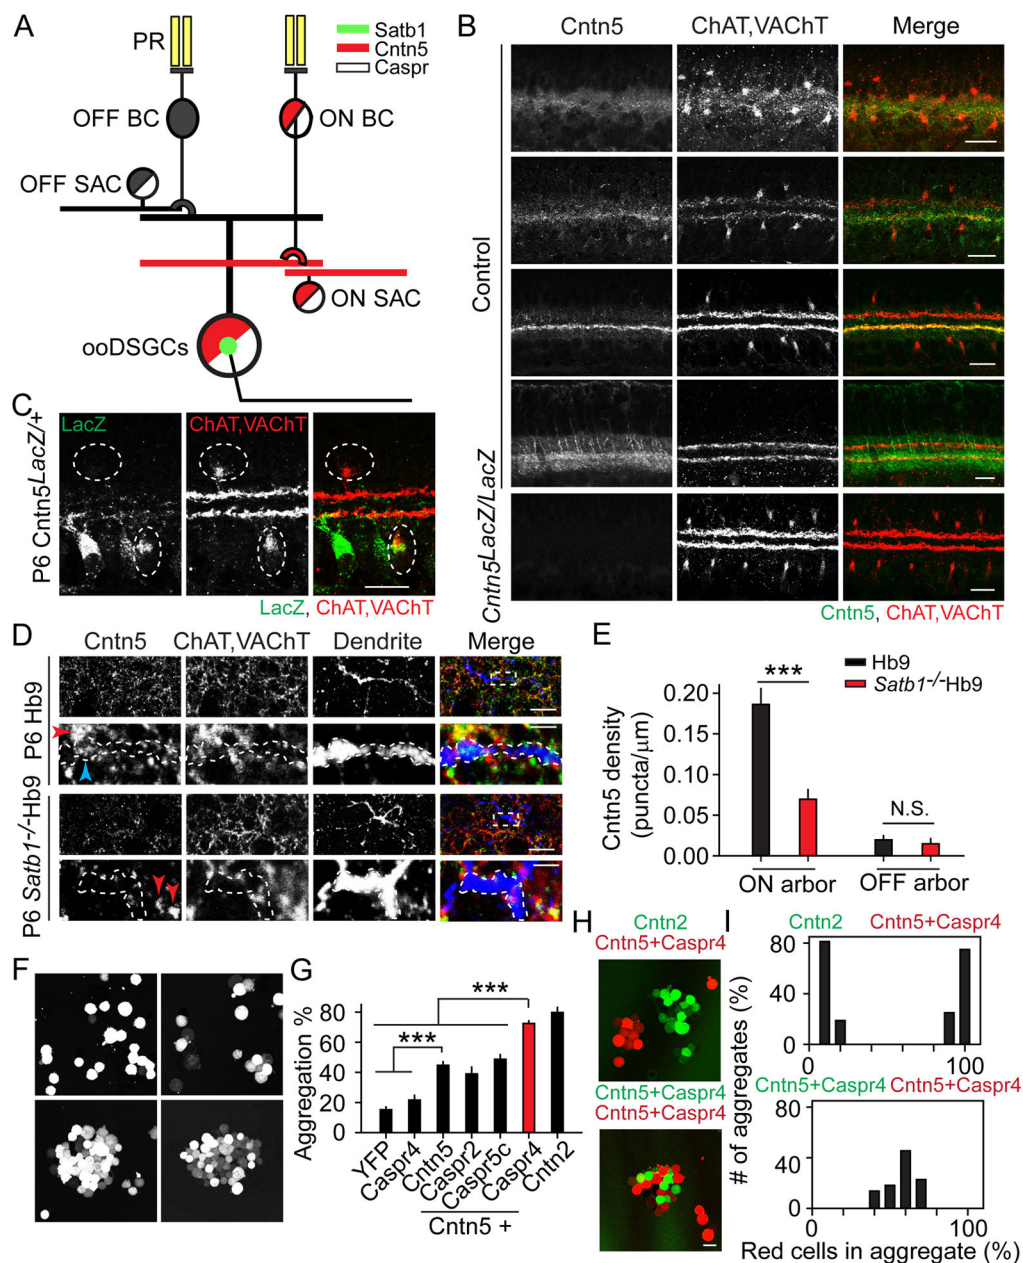 A
PR
Satb1
Cntn5
Caspr
OFF BC
ON BC
OFF SAC
ON SAC
ooDSGCs
B
Cntn5
ChAT,VAChT
Merge
Control
Cntn5LacZ/LacZ
Cntn5, ChAT,VAChT
C
P6 Cntn5LacZ/+
LacZ
ChAT,VAChT
LacZ, ChAT,VAChT
D
Cntn5
ChAT,VAChT
Dendrite
Merge
P6 Hb9
P6 Satb1-/-Hb9
E
Hb9
Satb1-/-Hb9
Cntn5 density
(puncta/μm)
0.20
0.15
0.10
0.05
0.00
***
N.S.
ON arbor
OFF arbor
F
G
Aggregation %
80
60
40
20
0
***
***
YFP
Caspr4
Cntn5
Caspr2
Caspr5c
Caspr4
Cntn2
Cntn5 +
H
Cntn2
Cntn5+Caspr4
Cntn5+Caspr4
Cntn5+Caspr4
I
Cntn2
Cntn5+Caspr4
80
40
0
Cntn5+Caspr4
Cntn5+Caspr4
80
40
0
0
100
# of aggregates (%)
Red cells in aggregate (%)